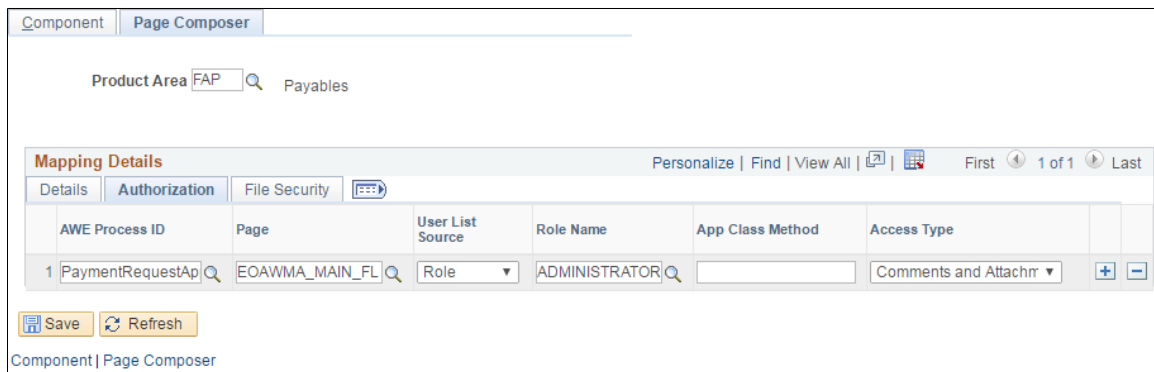 Component Page Composer
Product Area FAP Payables
Mapping Details Personalize | Find | View All | | First 1 of 1 Last
Details Authorization File Security
AWE Process ID Page User List Source Role Name App Class Method Access Type
1 PaymentRequestAp EOAWMA_MAIN_FL Role ADMINISTRATOR Comments and Attachm
Save Refresh
Component | Page Composer